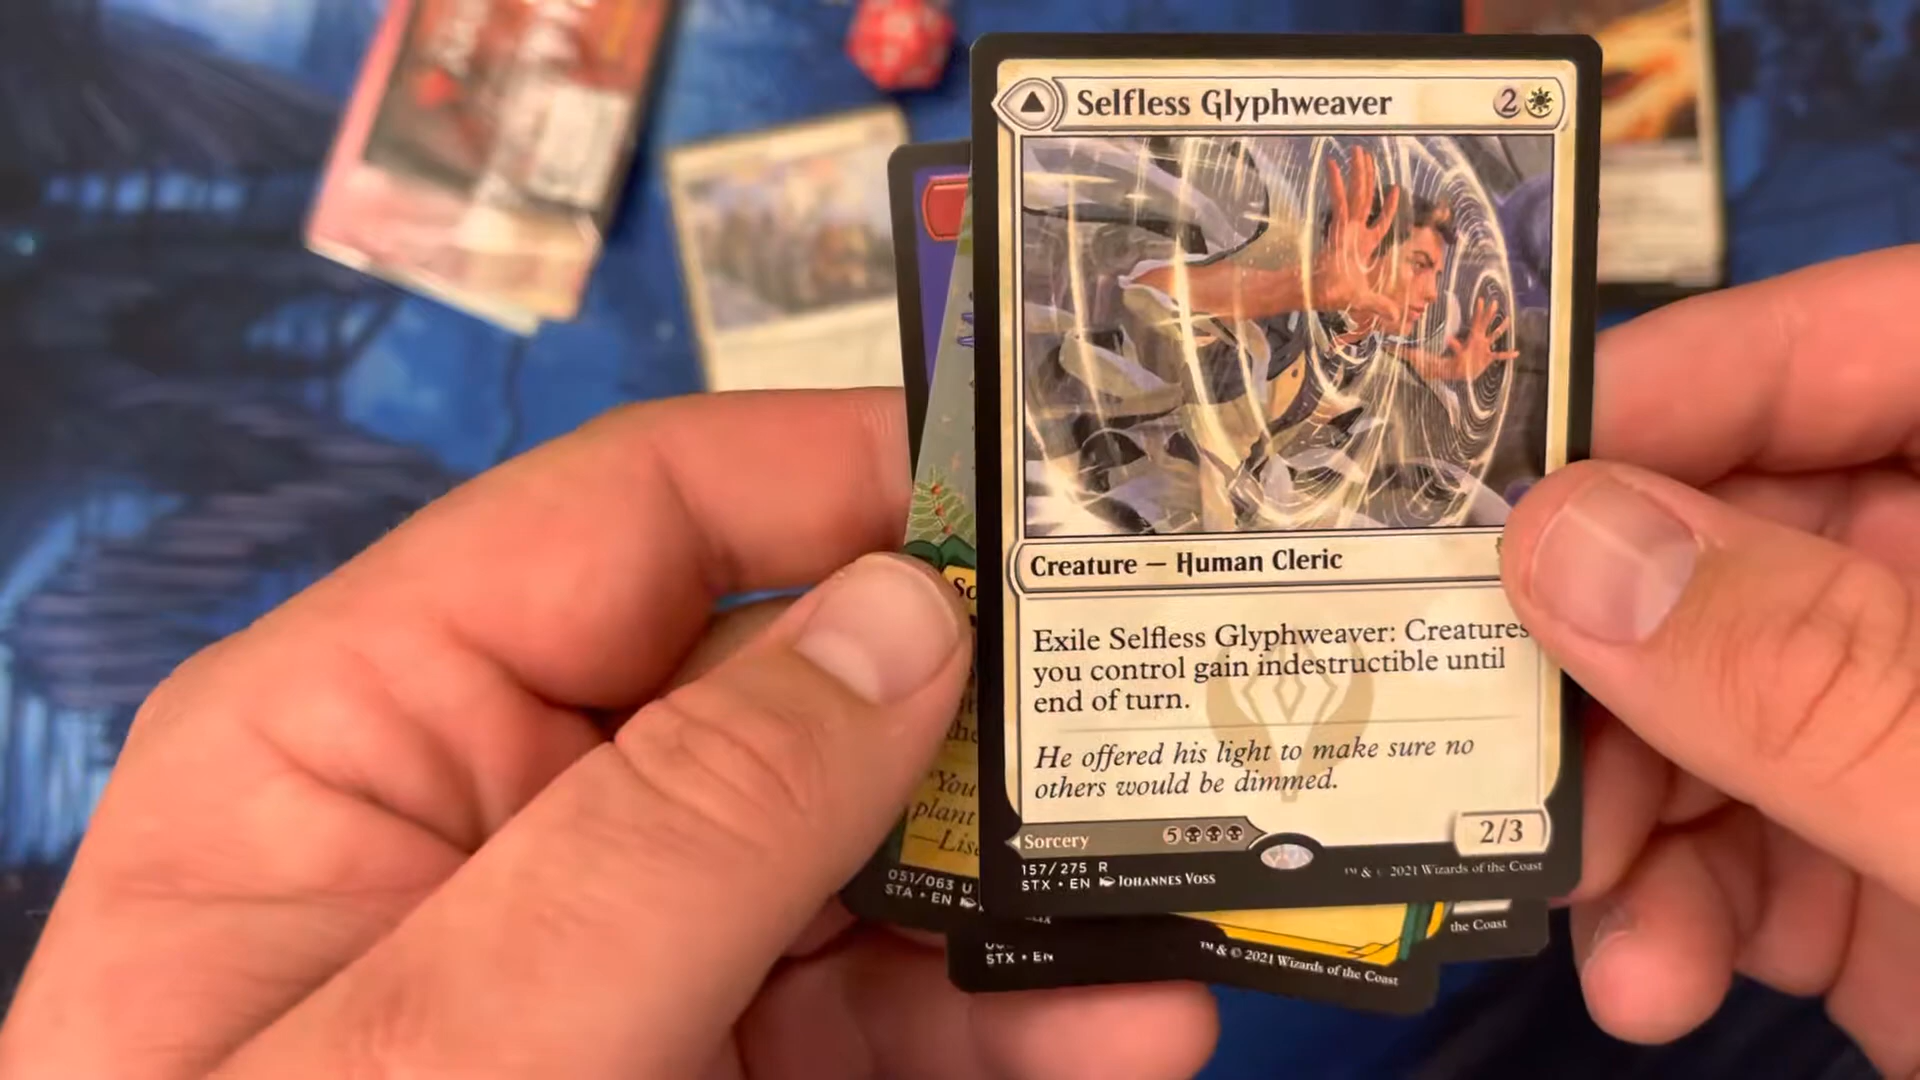 Selfless Glyphweaver 2
Creature — Human Cleric
Exile Selfless Glyphweaver: Creatures
you control gain indestructible until
end of turn.
He offered his light to make sure no
others would be dimmed.
Sorcery 5
2/3
157/275 R
STX • EN Johannes Voss
™ & © 2021 Wizards of the Coast
"You
plant
051/063 U
STA • EN
STX • EN
™ & © 2021 Wizards of the Coast
the Coast